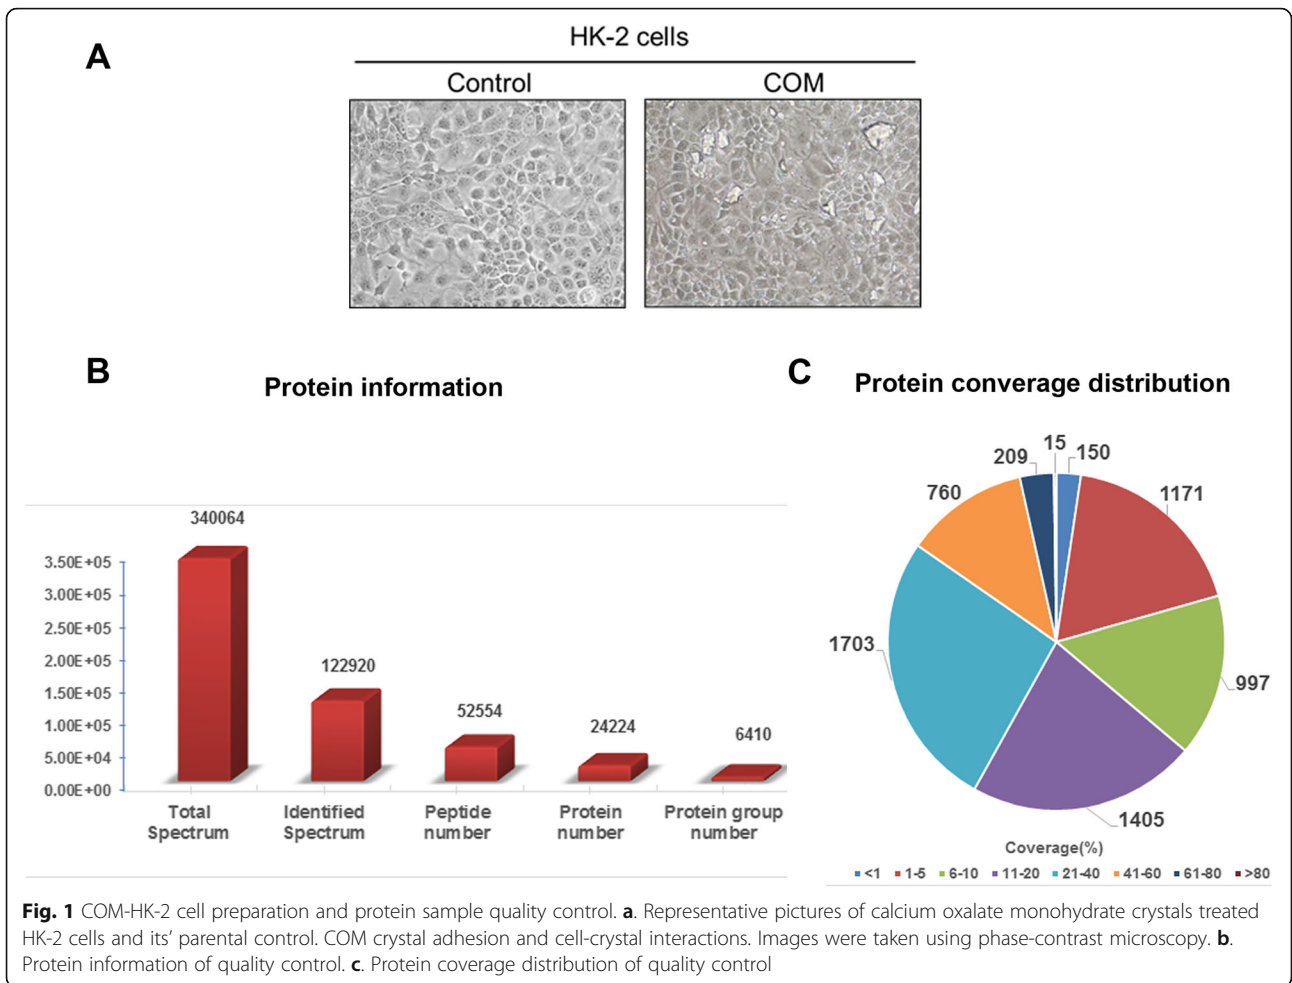 A
HK-2 cells
Control
COM
B
Protein information
340064
122920
52554
24224
6410
3.50E+05
3.00E+05
2.50E+05
2.00E+05
1.50E+05
1.00E+05
5.00E+04
0.00E+00
Total
Spectrum
Identified
Spectrum
Peptide
number
Protein
number
Protein group
number
C
Protein converage distribution
15
150
209
760
1171
1703
997
1405
Coverage(%)
<1 1-5 6-10 11-20 21-40 41-60 61-80 >80
Fig. 1 COM-HK-2 cell preparation and protein sample quality control. a. Representative pictures of calcium oxalate monohydrate crystals treated
HK-2 cells and its’ parental control. COM crystal adhesion and cell-crystal interactions. Images were taken using phase-contrast microscopy. b.
Protein information of quality control. c. Protein coverage distribution of quality control